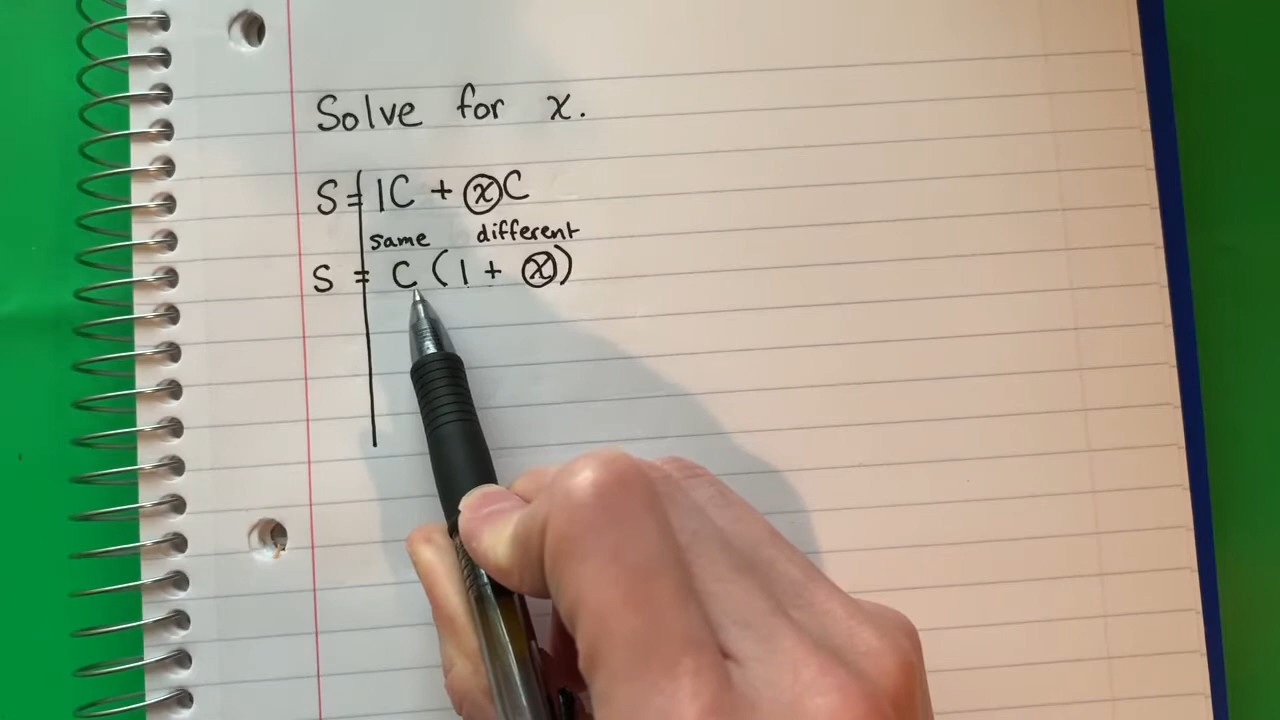 Solve for x.
S = 1C + xC
same different
S = C (1 + x)